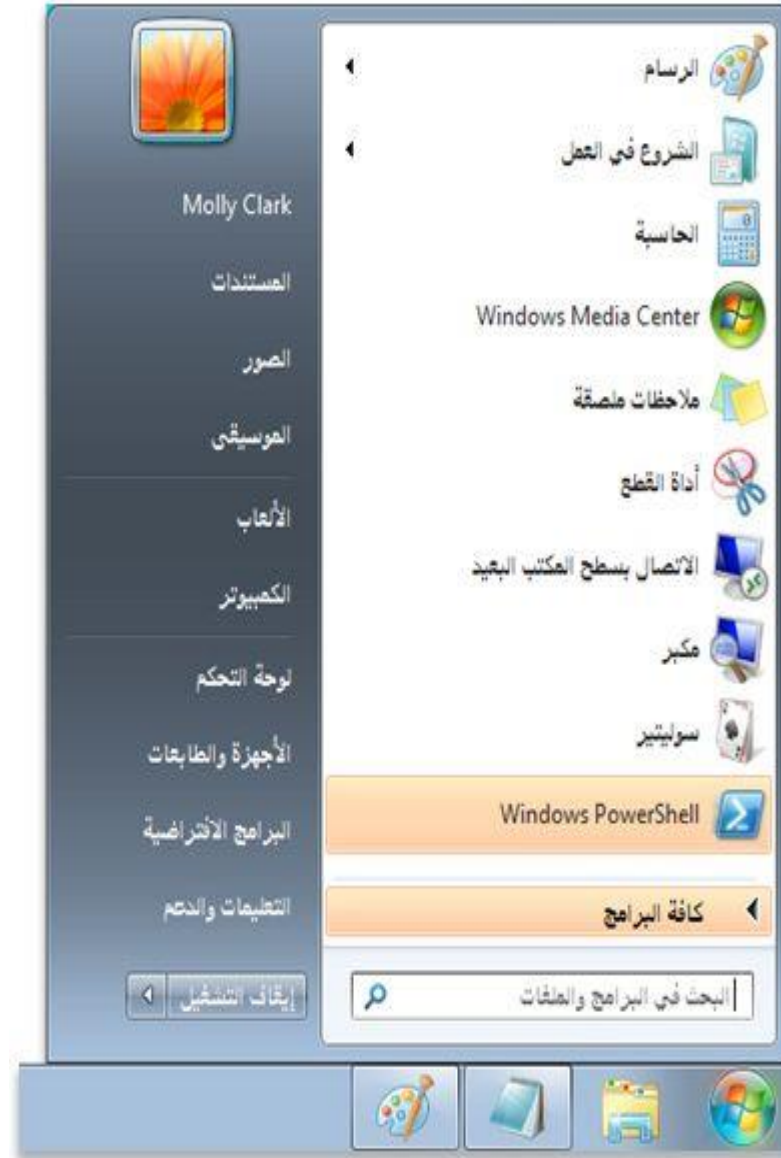 الرسام
الشروع في العمل
الحاسبة
Windows Media Center
ملاحظات ملصقة
أداة القطع
الاتصال بسطح المكتب البعيد
مكبر
سوليتير
Windows PowerShell
كافة البرامج
البحث في البرامج والملفات
Molly Clark
المستندات
الصور
الموسيقى
الألعاب
الكمبيوتر
لوحة التحكم
الأجهزة والطابعات
البرامج الافتراضية
التعليمات والدعم
إيقاف التشغيل